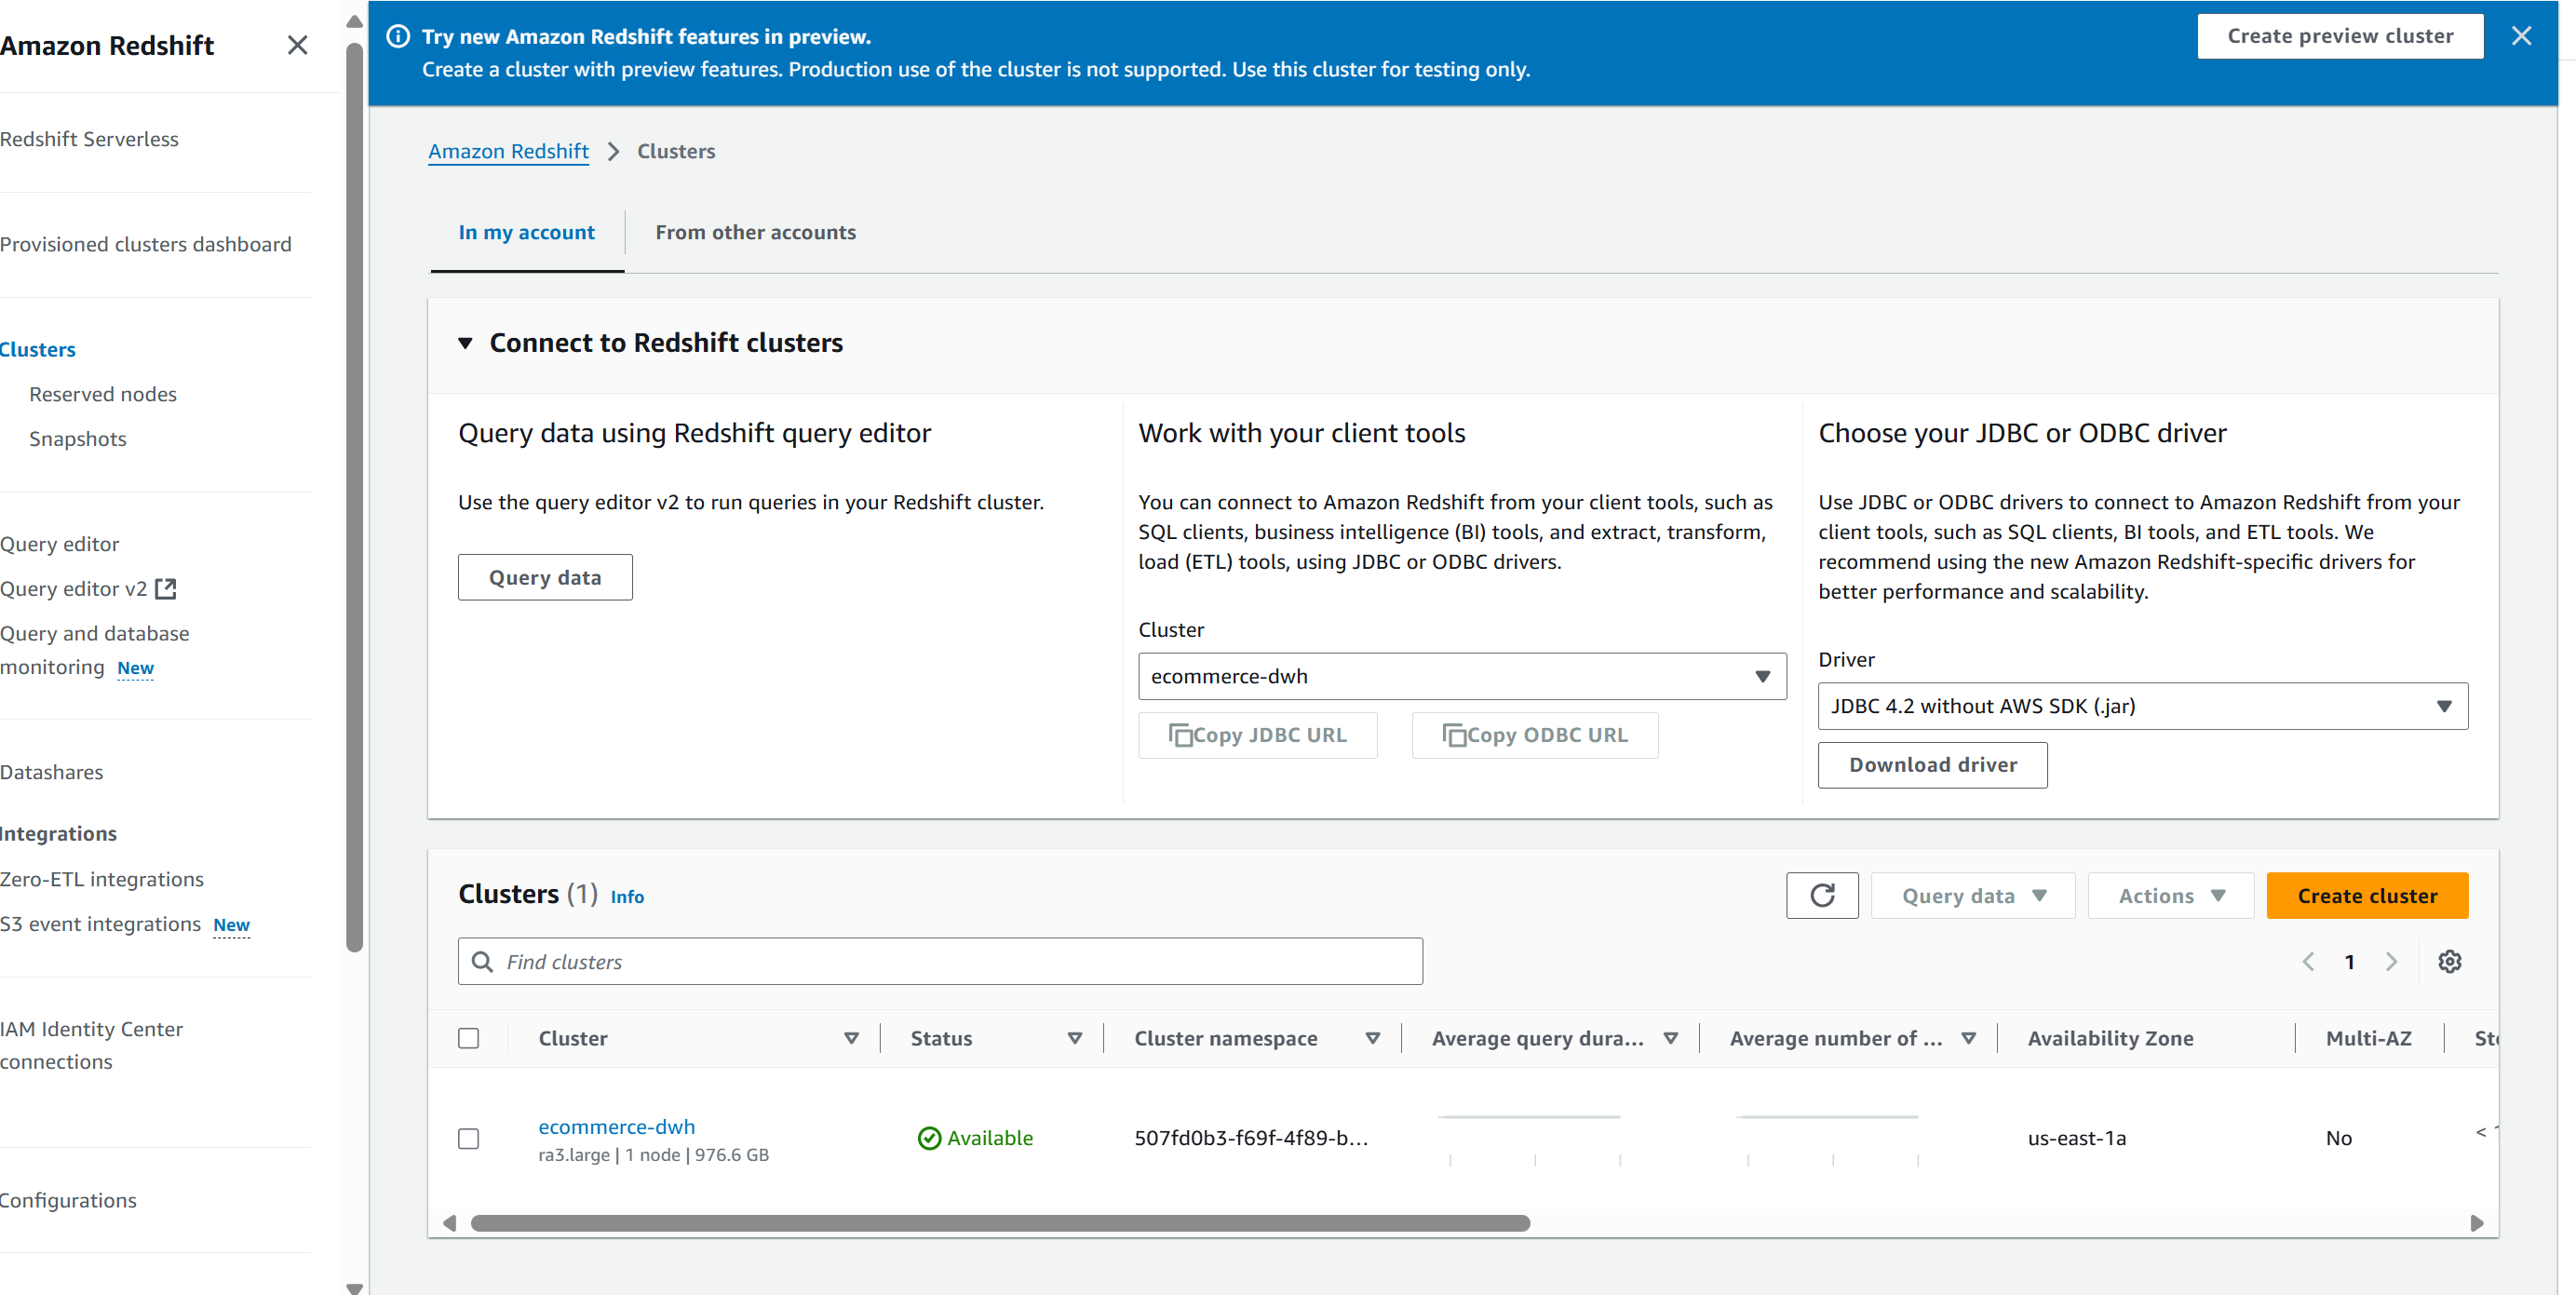 Amazon Redshift
Redshift Serverless
Provisioned clusters dashboard
Clusters
Reserved nodes
Snapshots
Query editor
Query editor v2
Query and database
monitoring New
Datashares
Integrations
Zero-ETL integrations
S3 event integrations New
IAM Identity Center
connections
Configurations
Try new Amazon Redshift features in preview.
Create a cluster with preview features. Production use of the cluster is not supported. Use this cluster for testing only.
Create preview cluster
Amazon Redshift > Clusters
In my account
From other accounts
Connect to Redshift clusters
Query data using Redshift query editor
Use the query editor v2 to run queries in your Redshift cluster.
Query data
Work with your client tools
You can connect to Amazon Redshift from your client tools, such as
SQL clients, business intelligence (BI) tools, and extract, transform,
load (ETL) tools, using JDBC or ODBC drivers.
Cluster
ecommerce-dwh
Copy JDBC URL
Copy ODBC URL
Choose your JDBC or ODBC driver
Use JDBC or ODBC drivers to connect to Amazon Redshift from your
client tools, such as SQL clients, BI tools, and ETL tools. We
recommend using the new Amazon Redshift-specific drivers for
better performance and scalability.
Driver
JDBC 4.2 without AWS SDK (.jar)
Download driver
Clusters (1) Info
Query data
Actions
Create cluster
Find clusters
1
Cluster
Status
Cluster namespace
Average query dura...
Average number of ...
Availability Zone
Multi-AZ
ecommerce-dwh
ra3.large | 1 node | 976.6 GB
Available
507fd0b3-f69f-4f89-b...
us-east-1a
No